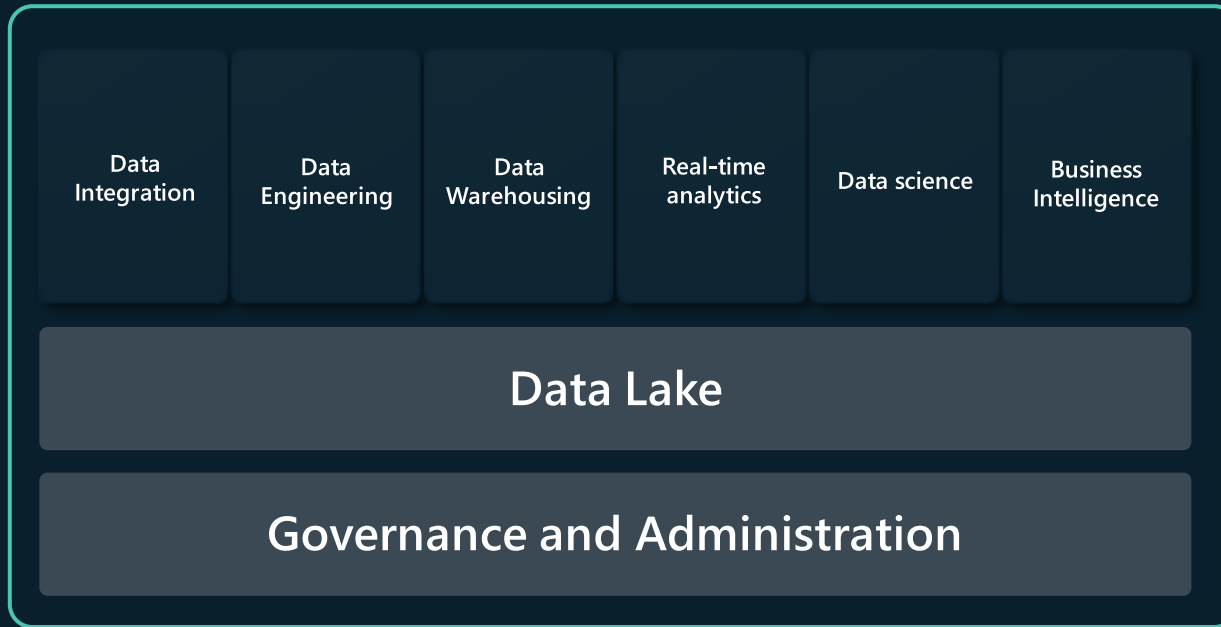 Data
Integration
Data
Engineering
Data
Warehousing
Real-time
analytics
Data science
Business
Intelligence
Data Lake
Governance and Administration